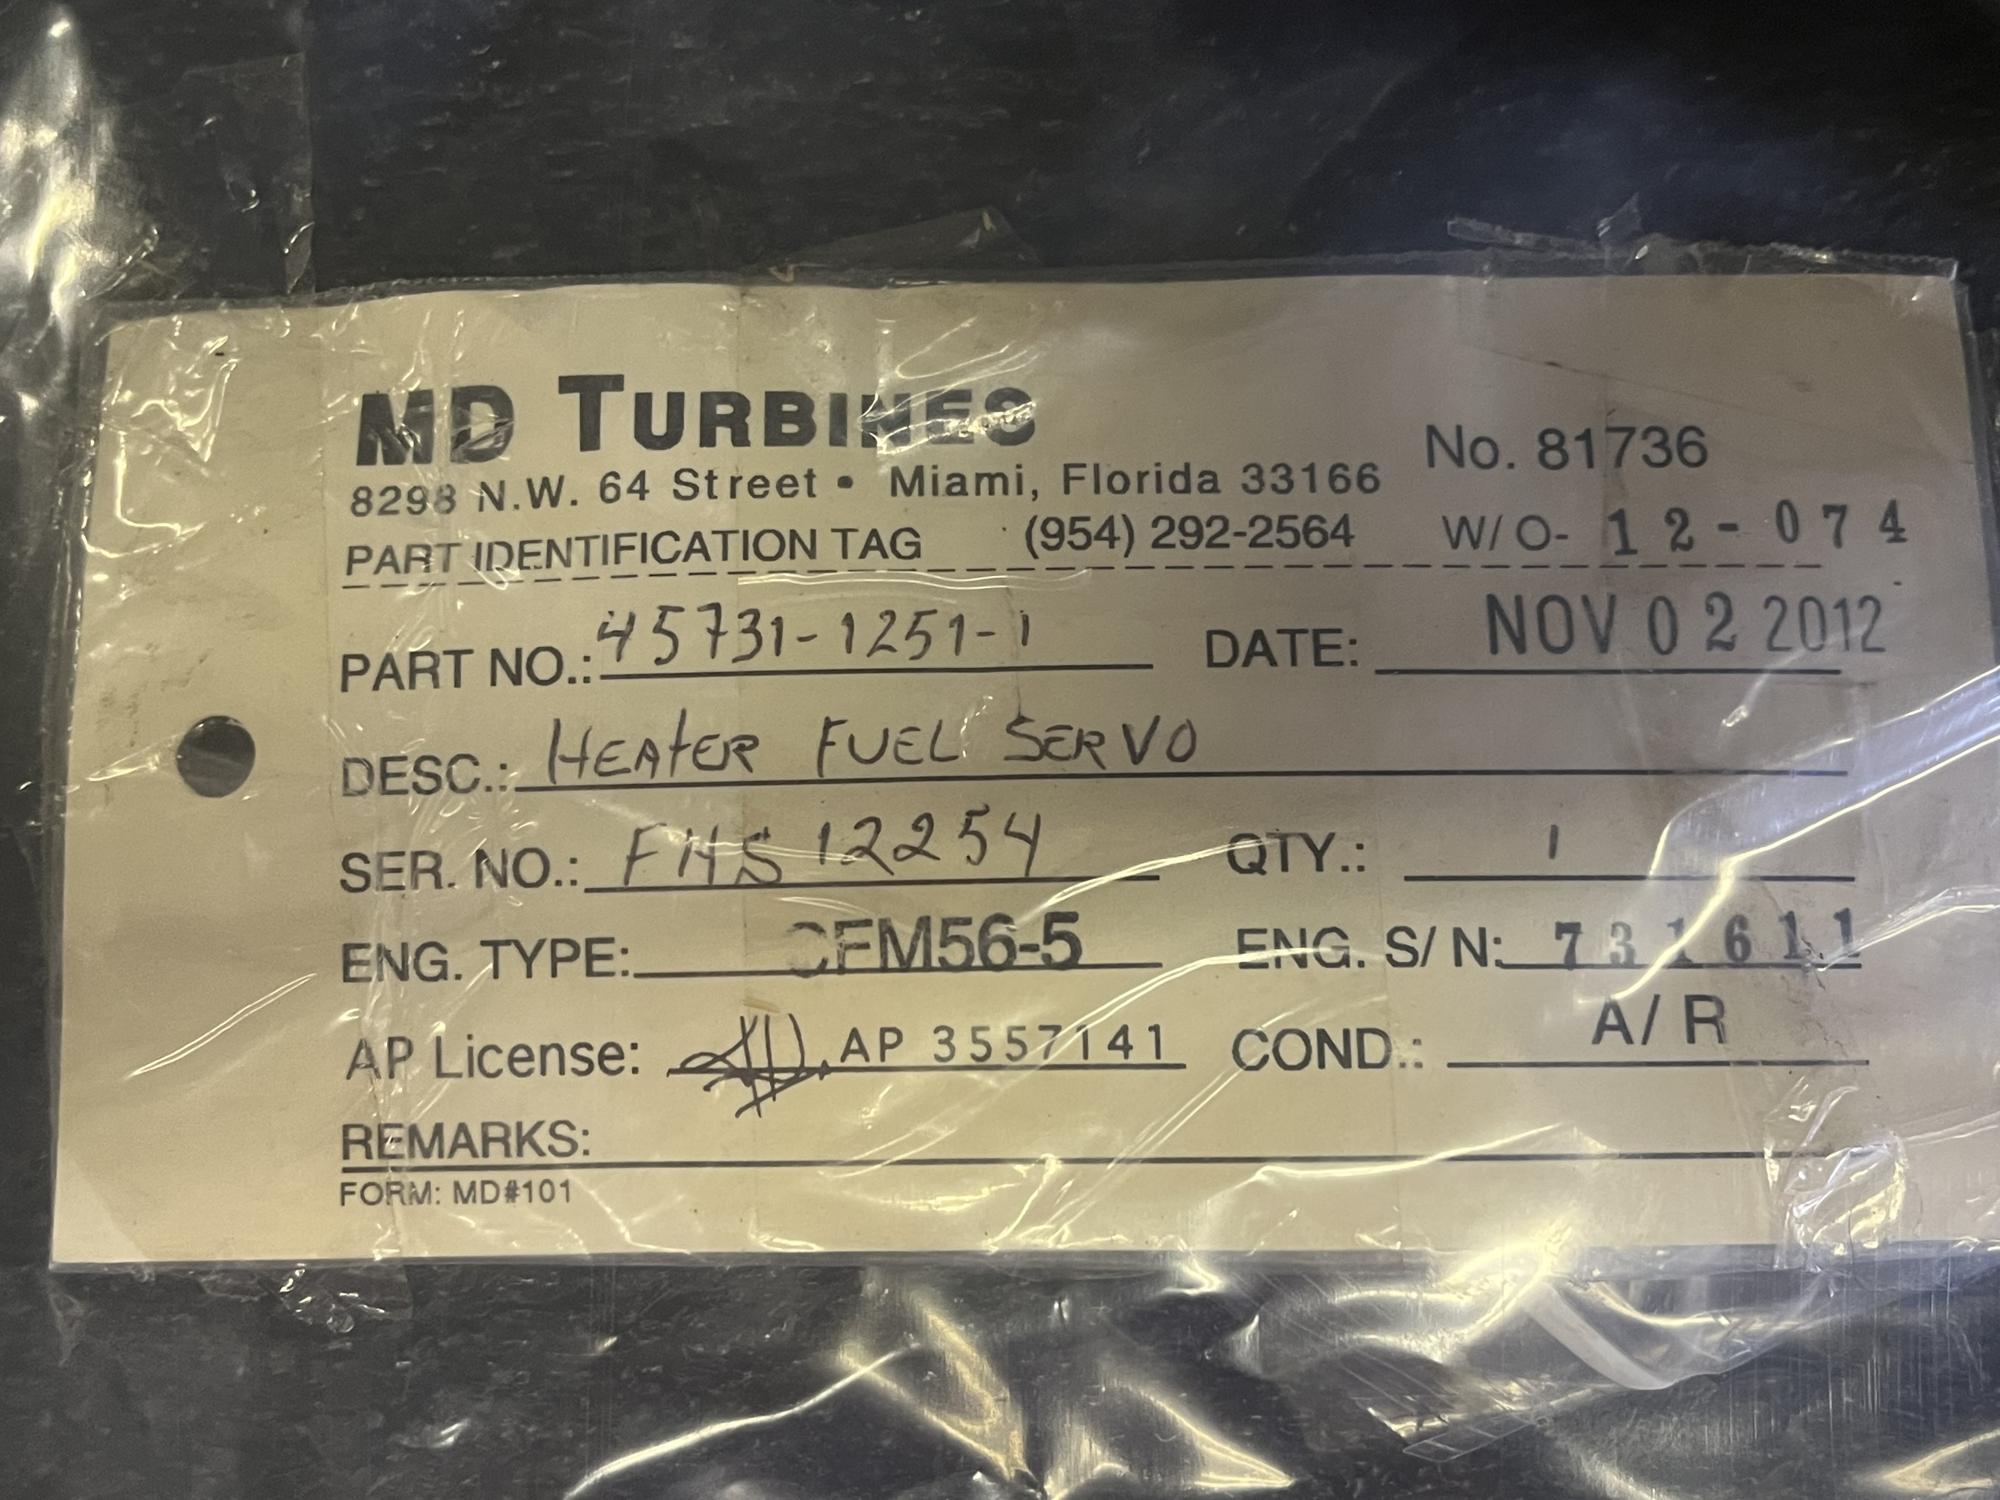 MD TURBINES
8298 N.W. 64 Street • Miami, Florida 33166 No. 81736
PART IDENTIFICATION TAG (954) 292-2564 W/O- 12-074
PART NO.: 45731-1251-1 DATE: NOV 02 2012
DESC.: HEATER FUEL SERVO
SER. NO.: FHS 12254 QTY.: 1
ENG. TYPE: CFM56-5 ENG. S/N: 731611
AP License: AP 3557141 COND.: A/R
REMARKS:
FORM: MD#101